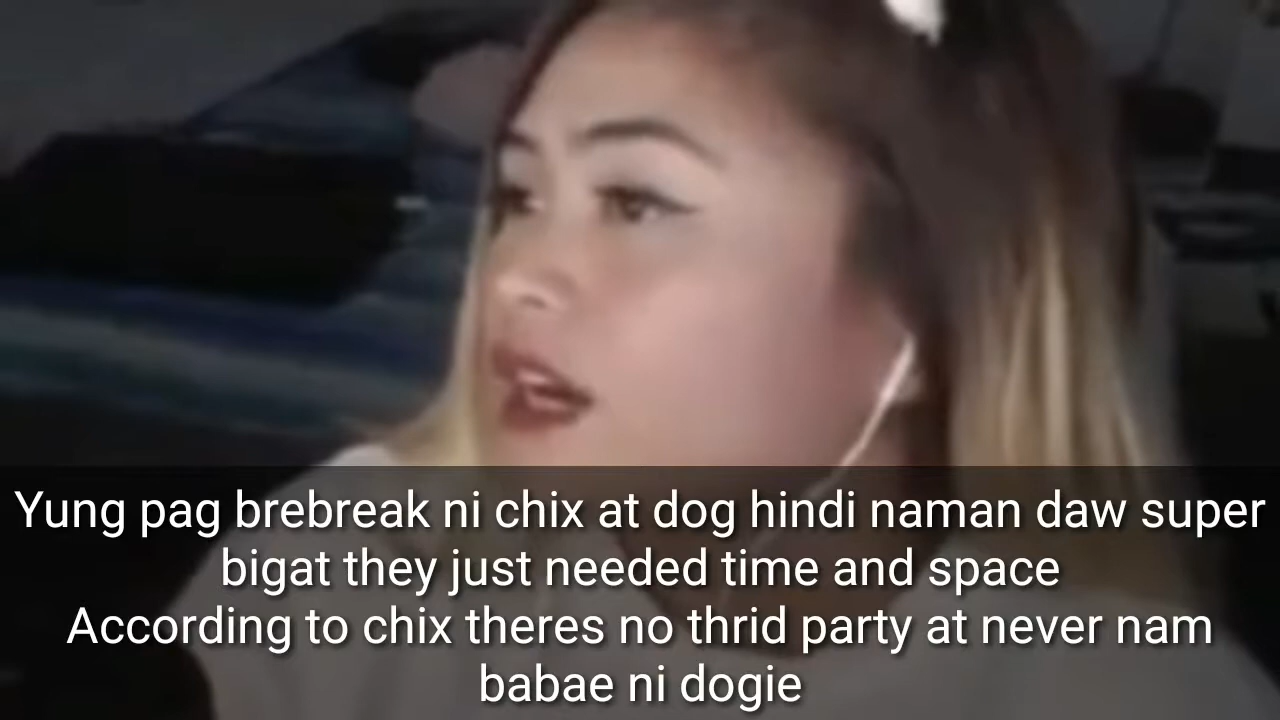 Yung pag brebreak ni chix at dog hindi naman daw super
bigat they just needed time and space
According to chix theres no thrid party at never nam
babae ni dogie